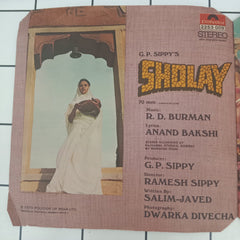 Polydor
STEREO
G. P. SIPPY'S
SHOLAY
70 mm
Music:
R. D. BURMAN
Lyrics:
ANAND BAKSHI
Producer:
G. P. SIPPY
Director:
RAMESH SIPPY
Written By:
SALIM-JAVED
Photography:
DWARKA DIVECHA